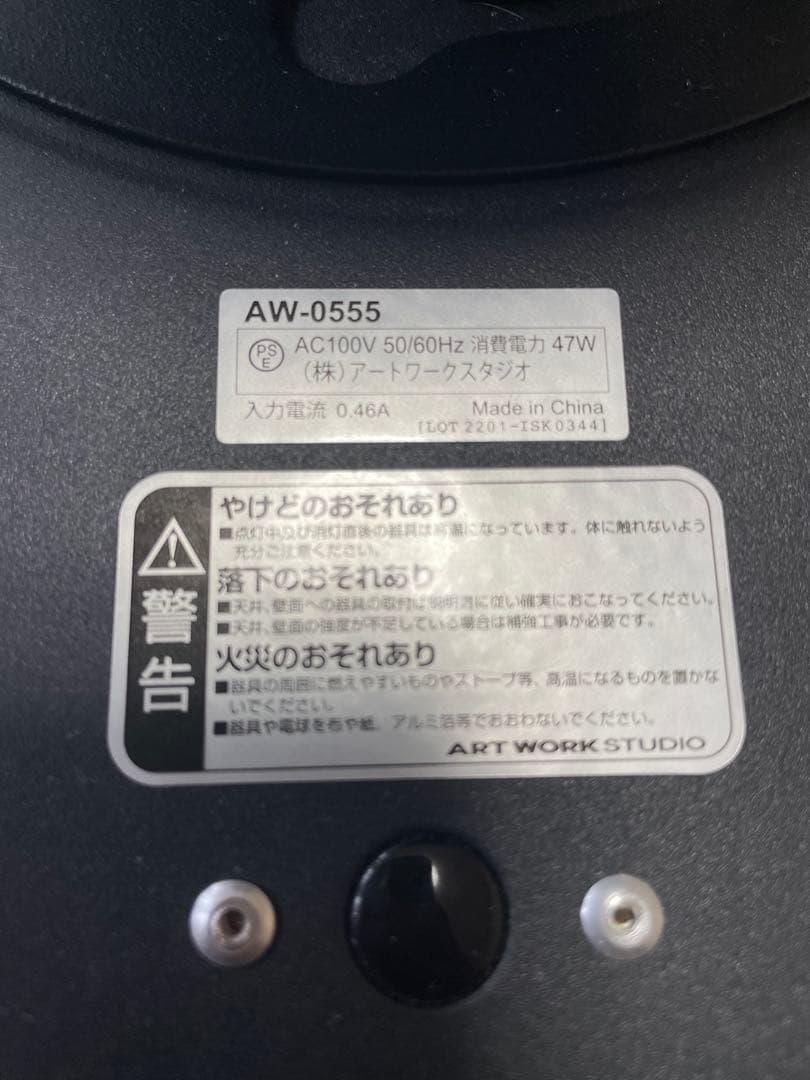 AW-0555
PSE AC100V 50/60Hz 消費電力 47W
(株)アートワークスタジオ
入力電流 0.46A Made in China
[LOT 2201-ISK0344]
警告
やけどのおそれあり
■点灯中及び消灯直後の器具は高温になっています。体に触れないよう
充分ご注意ください。
落下のおそれあり
■天井、壁面への器具の取付は説明書に従い確実におこなってください。
■天井、壁面の強度が不足している場合は補強工事が必要です。
火災のおそれあり
■器具の周囲に燃えやすいものやストーブ等、高温になるものを置かな
いでください。
■器具や電球を布や紙、アルミ箔等でおおわないでください。
ART WORK STUDIO